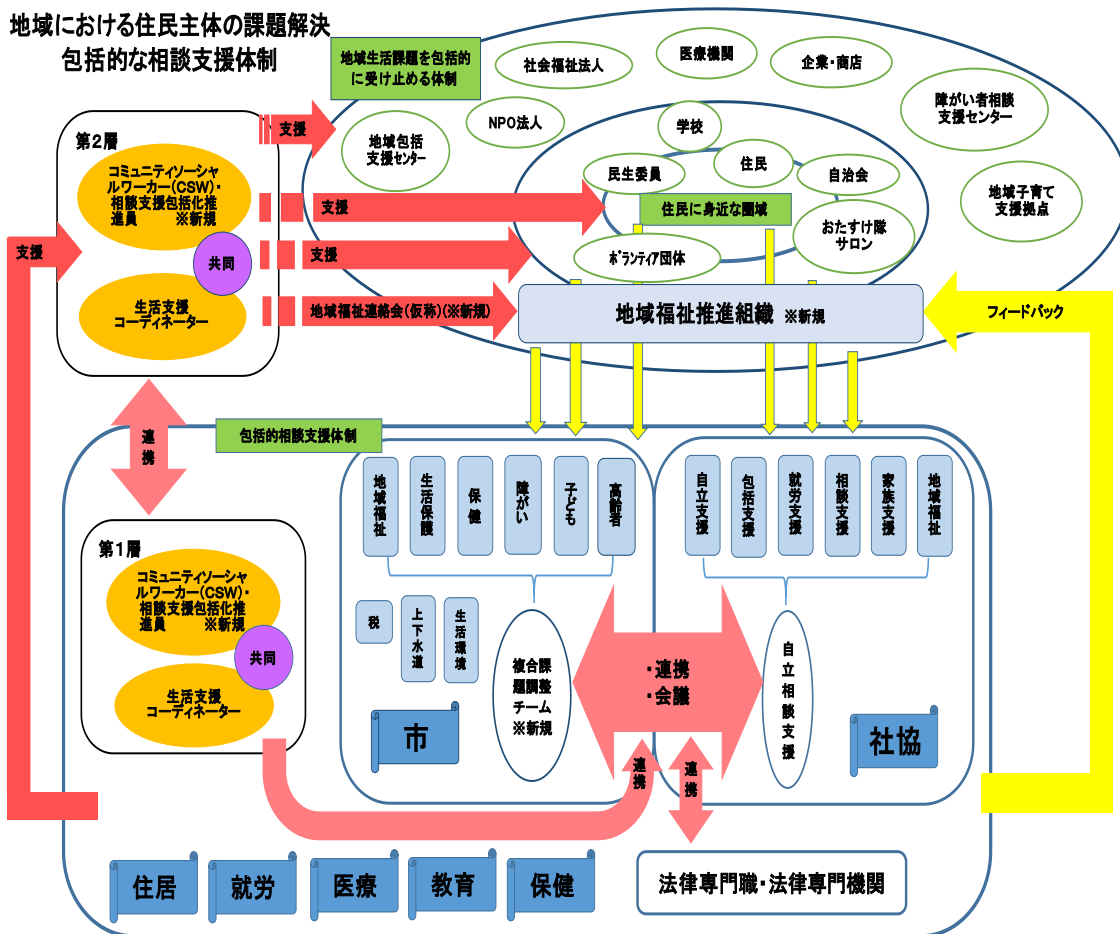 地域における住民主体の課題解決
包括的な相談支援体制
地域生活課題を包括的
に受け止める体制
社会福祉法人
医療機関
企業・商店
障がい者相談
支援センター
NPO法人
学校
地域包括
支援センター
民生委員
住民
自治会
地域子育て
支援拠点
住民に身近な圏域
おたすけ隊
サロン
ボランティア団体
第2層
コミュニティソーシャ
ルワーカー(CSW)・
相談支援包括化推
進員 ※新規
共同
生活支援
コーディネーター
支援
支援
支援
支援
地域福祉連絡会(仮称)(※新規)
地域福祉推進組織 ※新規
フィードバック
連携
包括的相談支援体制
第1層
コミュニティソーシャ
ルワーカー(CSW)・
相談支援包括化推
進員 ※新規
共同
生活支援
コーディネーター
地域福祉
生活保護
保健
障がい
子ども
高齢者
税
上下水道
生活環境
複合課
題調整
チーム
※新規
市
・連携
・会議
自立支援
包括支援
就労支援
相談支援
家族支援
地域福祉
自立相談支援
社協
連携
連携
住居
就労
医療
教育
保健
法律専門職・法律専門機関